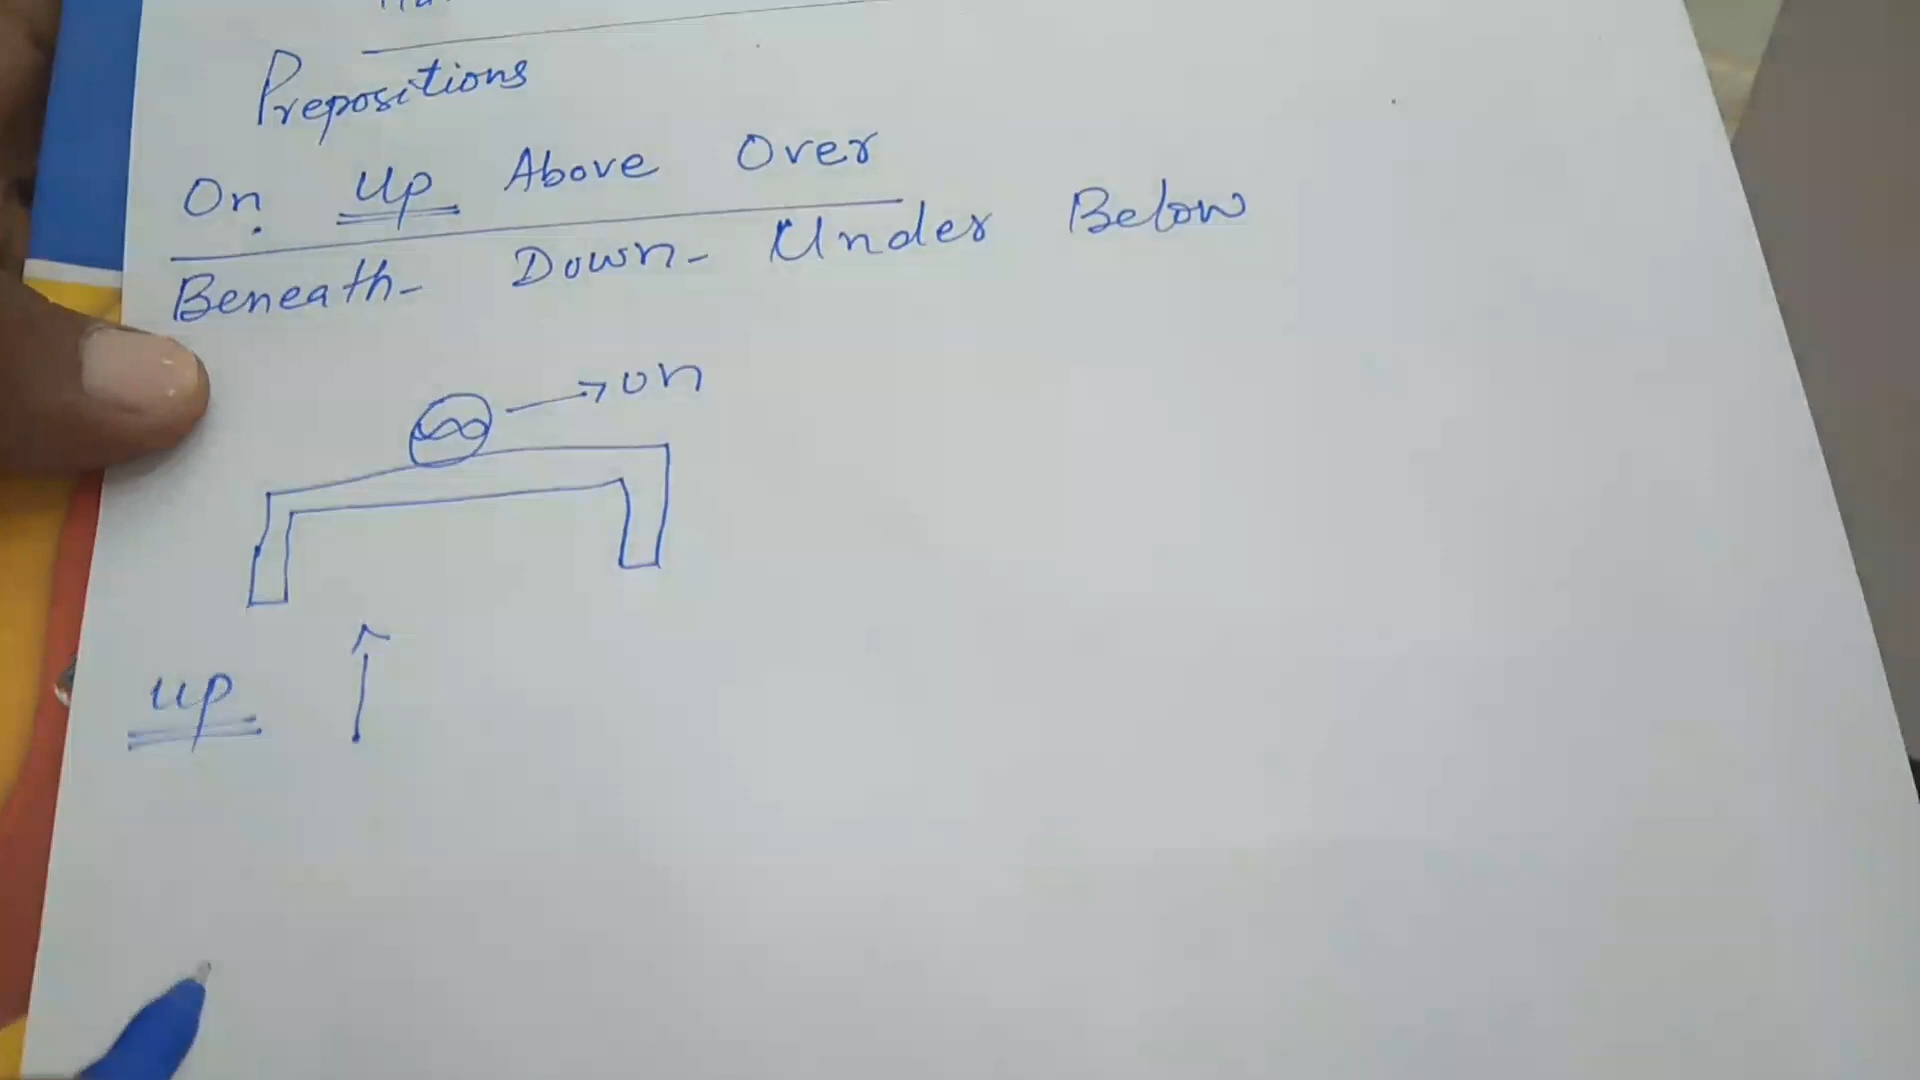 Prepositions
On Up Above Over
Beneath- Down- Under Below
→ on
up ↑